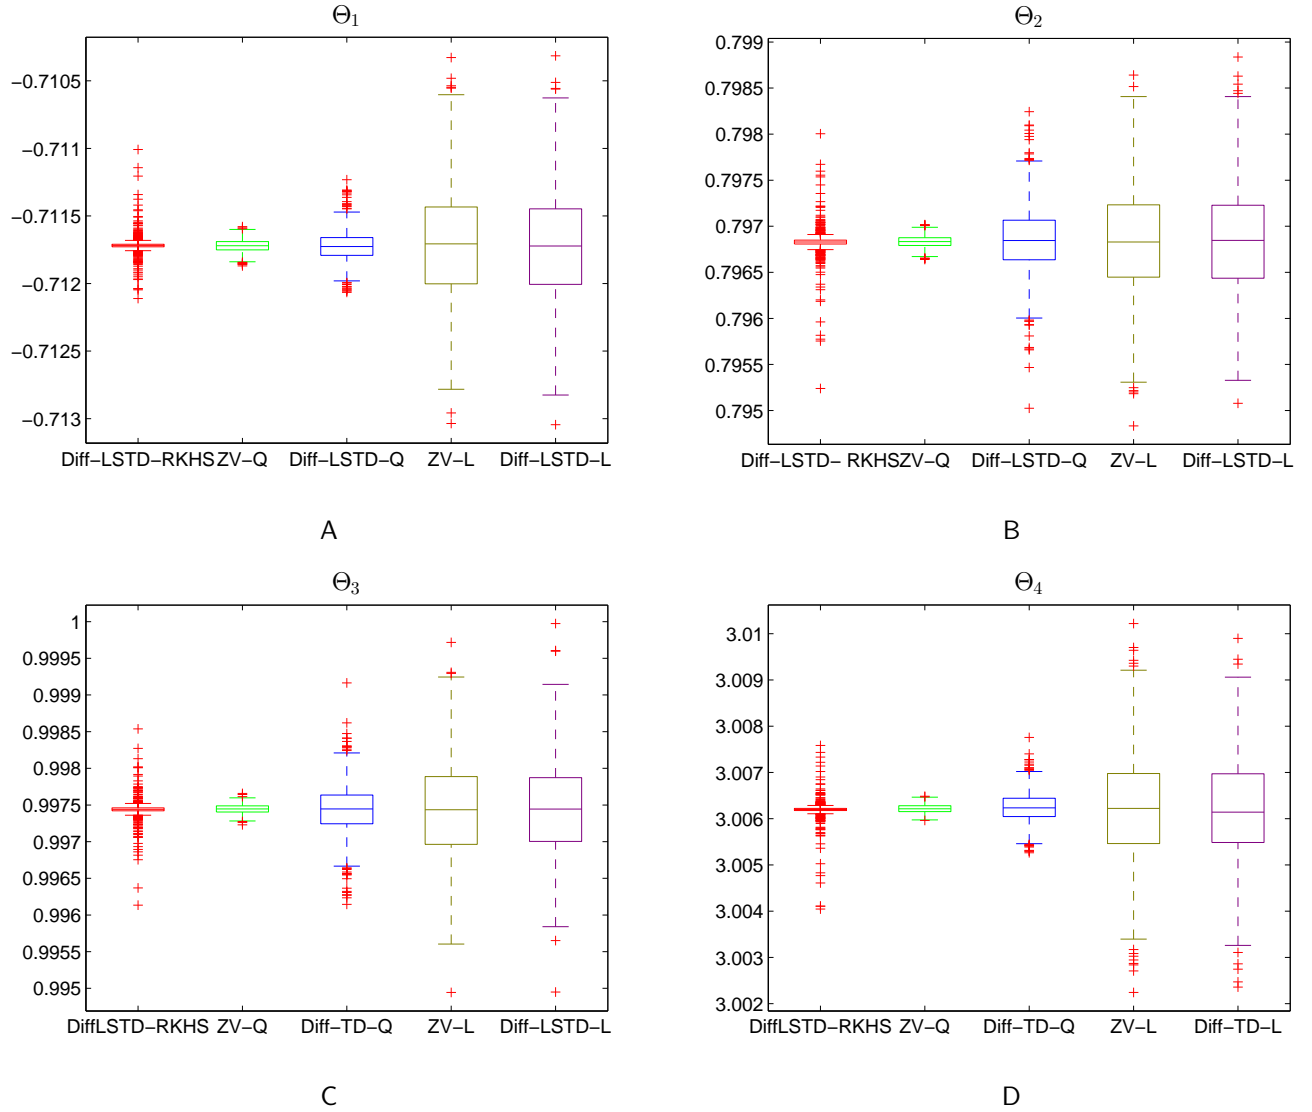 Θ1
−0.7105
−0.711
−0.7115
−0.712
−0.7125
−0.713
Diff−LSTD−RKHS ZV−Q Diff−LSTD−Q ZV−L Diff−LSTD−L
A
Θ2
0.799
0.7985
0.798
0.7975
0.797
0.7965
0.796
0.7955
0.795
Diff−LSTD− RKHS ZV−Q Diff−LSTD−Q ZV−L Diff−LSTD−L
B
Θ3
1
0.9995
0.999
0.9985
0.998
0.9975
0.997
0.9965
0.996
0.9955
0.995
DiffLSTD−RKHS ZV−Q Diff−TD−Q ZV−L Diff−LSTD−L
C
Θ4
3.01
3.009
3.008
3.007
3.006
3.005
3.004
3.003
3.002
DiffLSTD−RKHS ZV−Q Diff−TD−Q ZV−L Diff−TD−L
D